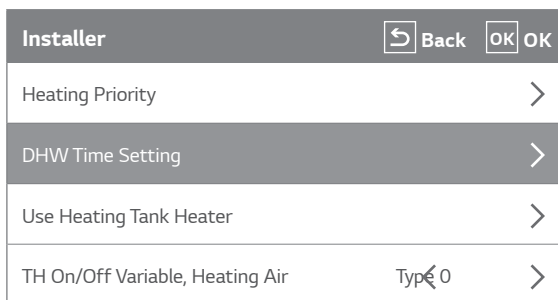 Installer Back OK OK
Heating Priority
DHW Time Setting
Use Heating Tank Heater
TH On/Off Variable, Heating Air Type 0